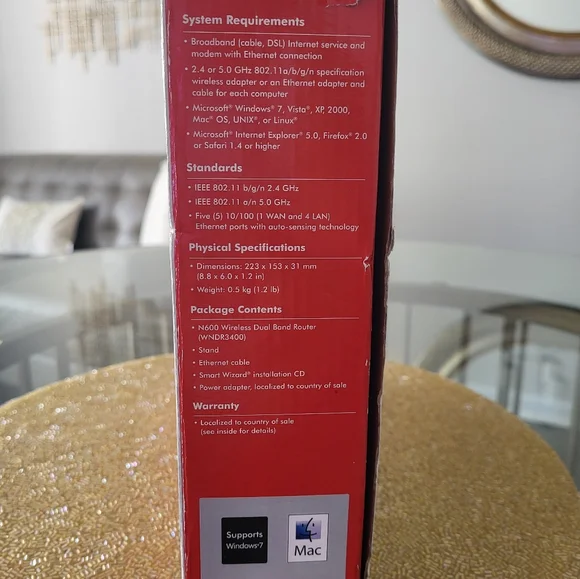 System Requirements
• Broadband (cable, DSL) Internet service and
modem with Ethernet connection
• 2.4 or 5.0 GHz 802.11a/b/g/n specification
wireless adapter or an Ethernet adapter and
cable for each computer
• Microsoft® Windows® 7, Vista®, XP, 2000,
Mac® OS, UNIX®, or Linux®
• Microsoft® Internet Explorer® 5.0, Firefox® 2.0
or Safari 1.4 or higher
Standards
• IEEE 802.11 b/g/n 2.4 GHz
• IEEE 802.11 a/n 5.0 GHz
• Five (5) 10/100 (1 WAN and 4 LAN)
Ethernet ports with auto-sensing technology
Physical Specifications
• Dimensions: 223 x 153 x 31 mm
(8.8 x 6.0 x 1.2 in)
• Weight: 0.5 kg (1.2 lb)
Package Contents
• N600 Wireless Dual Band Router
(WNDR3400)
• Stand
• Ethernet cable
• Smart Wizard® installation CD
• Power adapter, localized to country of sale
Warranty
• Localized to country of sale
(see inside for details)
Supports
Windows®7
Mac